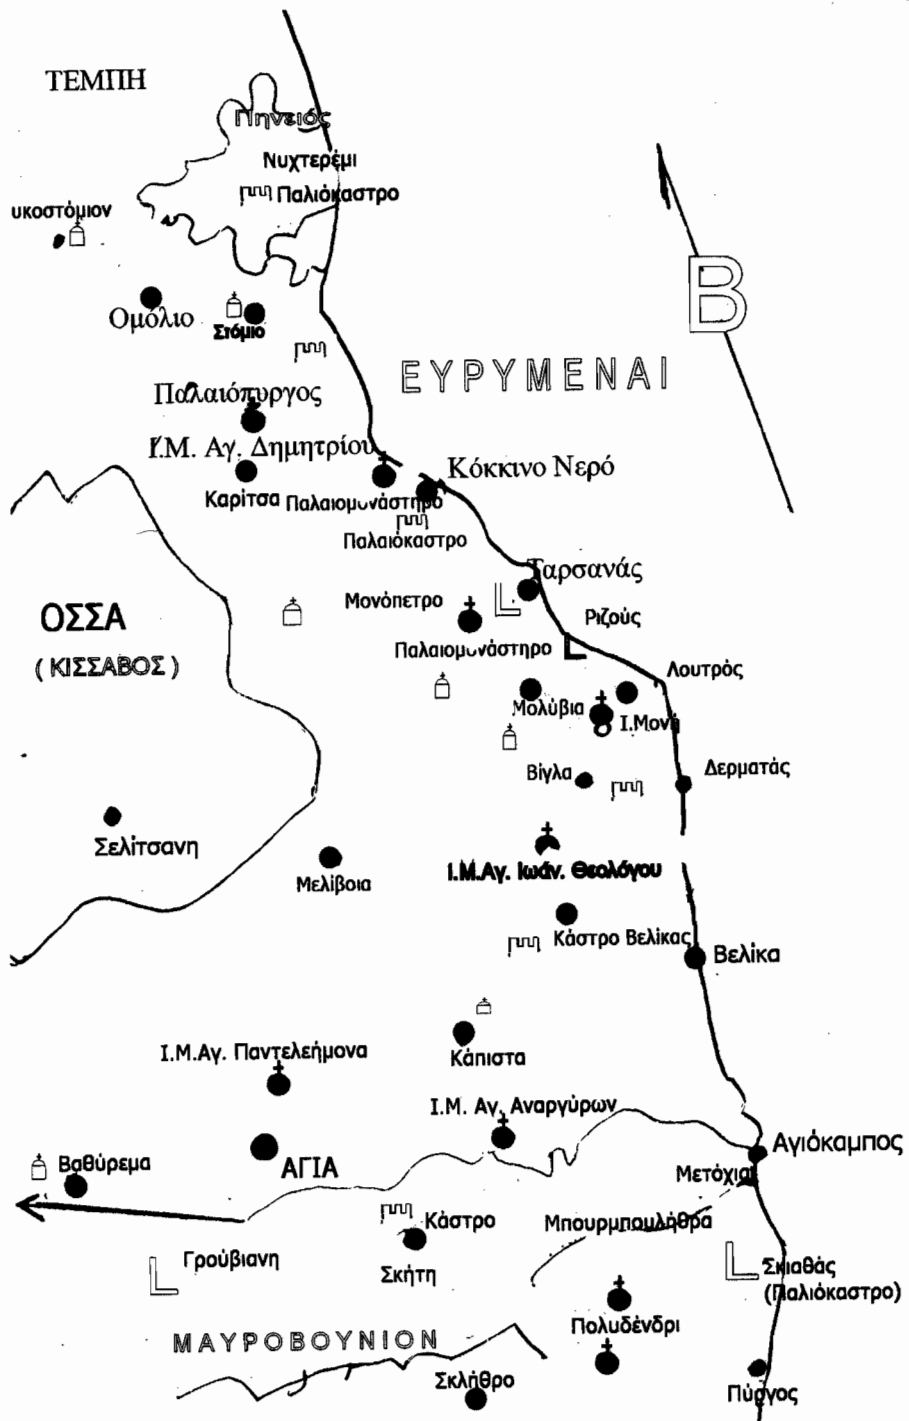 ΤΕΜΠΗ
Πηνειός
Νυχτερέμι
Παλιόκαστρο
υκοστόμιον
Β
Ομόλιο
Στόμιο
ΕΥΡΥΜΕΝΑΙ
Παλαιόπυργος
Ι.Μ. Αγ. Δημητρίου
Κόκκινο Νερό
Καρίτσα
Παλαιομονάστηρο
Παλαιόκαστρο
Ταρσανάς
Μονόπετρο
Ριζούς
ΟΣΣΑ
(ΚΙΣΣΑΒΟΣ)
Παλαιομονάστηρο
Λουτρός
Μολύβια
Ι.Μονή
Βίγλα
Δερματάς
Σελίτσανη
Μελίβοια
Ι.Μ.Αγ. Ιωάν. Θεολόγου
Κάστρο Βελίκας
Βελίκα
Ι.Μ.Αγ. Παντελεήμονα
Κάπιστα
Ι.Μ. Αγ. Αναργύρων
Αγιόκαμπος
Βαθύρεμα
ΑΓΙΑ
Μετόχια
Κάστρο
Μπουρμπουλήθρα
Γρούβιανη
Σκήτη
Σκιαθάς
(Παλιόκαστρο)
Πολυδένδρι
ΜΑΥΡΟΒΟΥΝΙΟΝ
Σκλήθρο
Πύργος